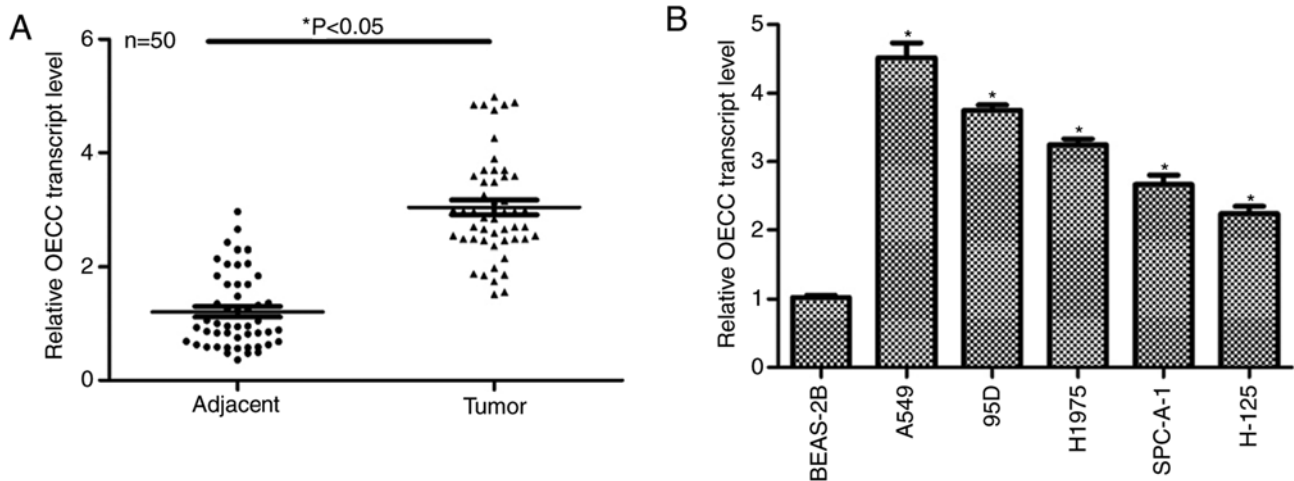 A
Relative OECC transcript level
6
4
2
0
n=50
*P<0.05
Adjacent
Tumor
B
Relative OECC transcript level
5
4
3
2
1
0
*
*
*
*
*
BEAS-2B
A549
95D
H1975
SPC-A-1
H-125